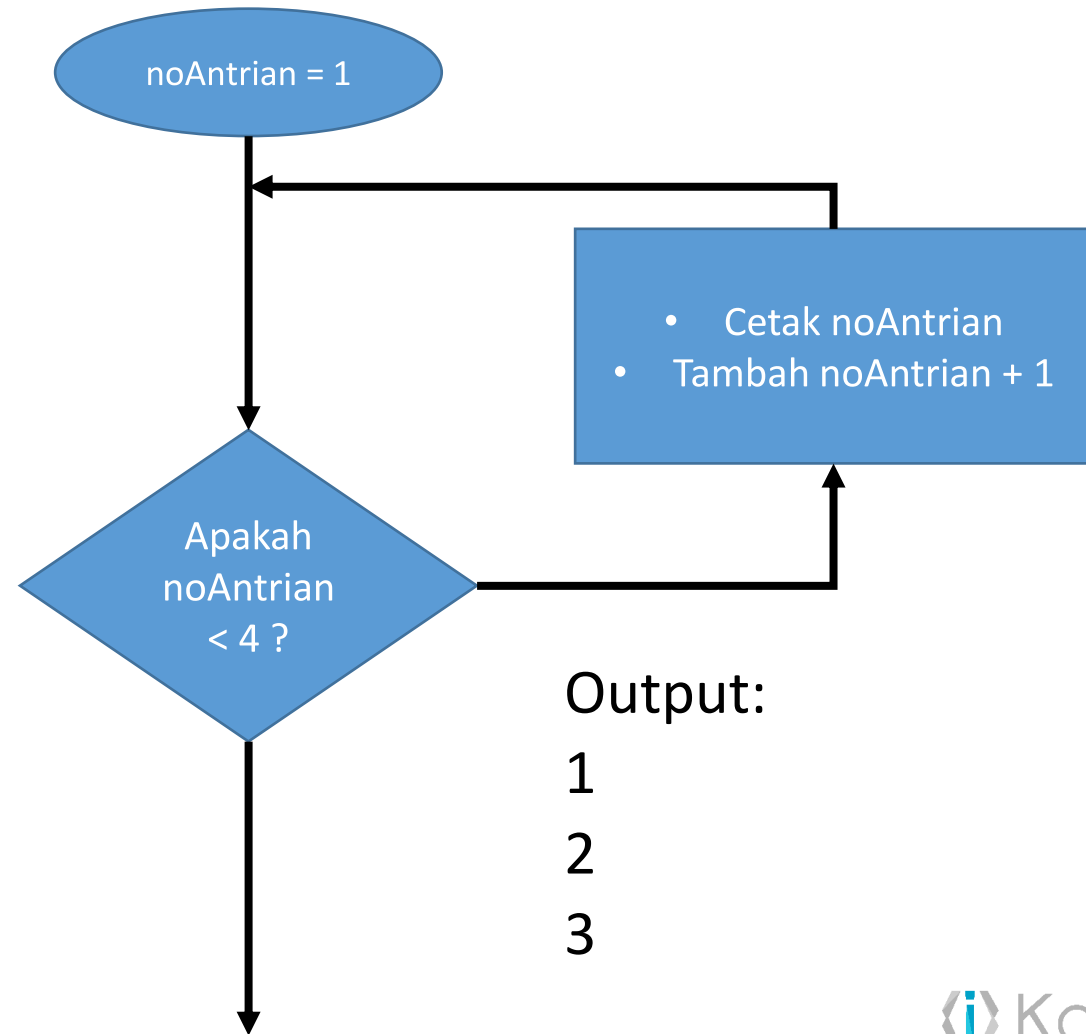 noAntrian = 1
• Cetak noAntrian
• Tambah noAntrian + 1
Apakah
noAntrian
< 4 ?
Output:
1
2
3